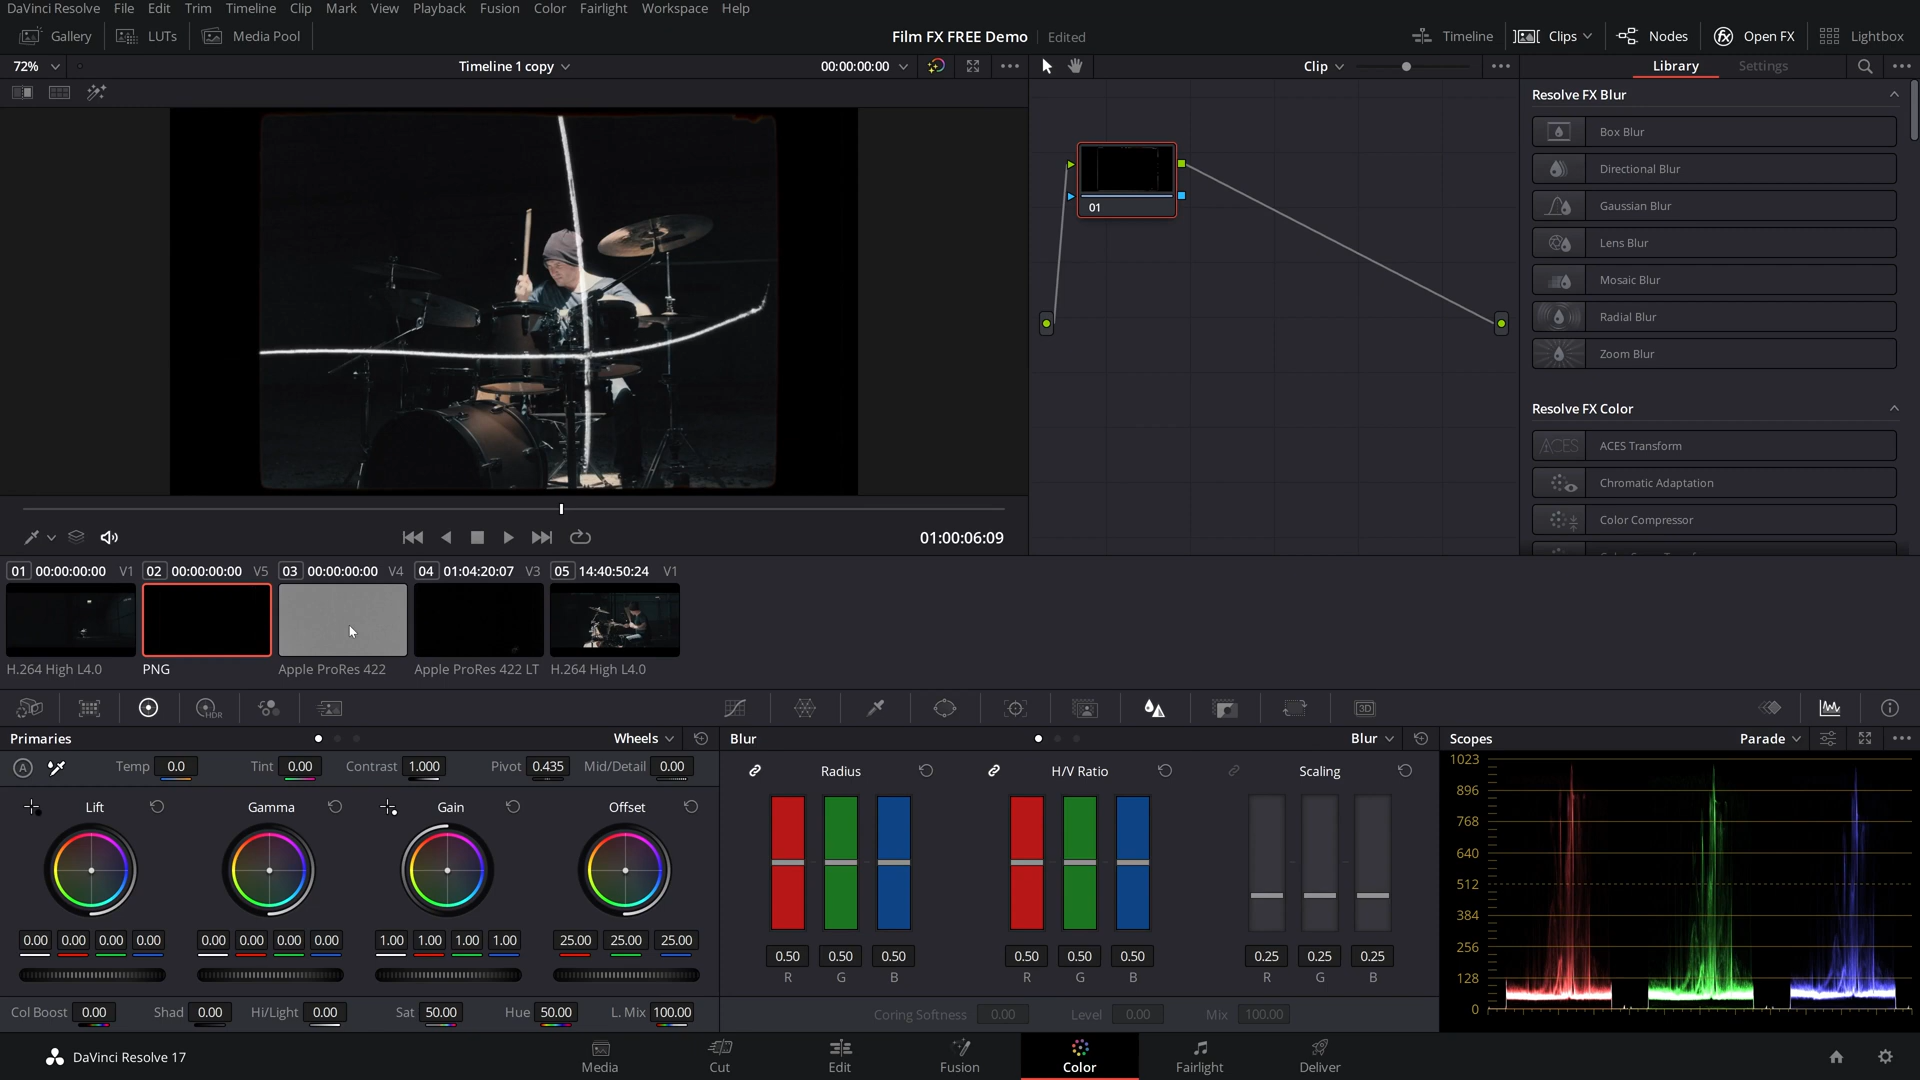 DaVinci Resolve File Edit Trim Timeline Clip Mark View Playback Fusion Color Fairlight Workspace Help
Gallery LUTs Media Pool Film FX FREE Demo Edited Timeline Clips Nodes Open FX Lightbox
72% Timeline 1 copy 00:00:00:00 Clip Library Settings
Resolve FX Blur
Box Blur
Directional Blur
Gaussian Blur
Lens Blur
Mosaic Blur
Radial Blur
Zoom Blur
01
Resolve FX Color
ACES ACES Transform
Chromatic Adaptation
Color Compressor
01:00:06:09
01 00:00:00:00 V1 02 00:00:00:00 V5 03 00:00:00:00 V4 04 01:04:20:07 V3 05 14:40:50:24 V1
H.264 High L4.0 PNG Apple ProRes 422 Apple ProRes 422 LT H.264 High L4.0
HDR 3D
Primaries Wheels Blur Blur Scopes Parade
A Temp 0.0 Tint 0.00 Contrast 1.000 Pivot 0.435 Mid/Detail 0.00
Lift Gamma Gain Offset
0.00 0.00 0.00 0.00 0.00 0.00 0.00 0.00 1.00 1.00 1.00 1.00 25.00 25.00 25.00
Col Boost 0.00 Shad 0.00 Hi/Light 0.00 Sat 50.00 Hue 50.00 L. Mix 100.00
Radius H/V Ratio Scaling
0.50 0.50 0.50 0.50 0.50 0.50 0.25 0.25 0.25
R G B R G B R G B
Coring Softness 0.00 Level 0.00 Mix 100.00
1023
896
768
640
512
384
256
128
0
DaVinci Resolve 17 Media Cut Edit Fusion Color Fairlight Deliver